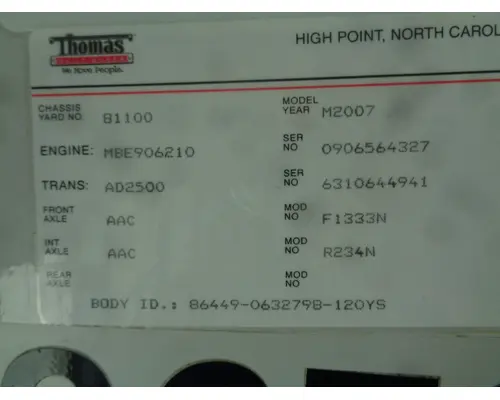 Thomas
HIGH POINT, NORTH CAROL
We Move People.
CHASSIS YARD NO. 81100 MODEL YEAR M2007
ENGINE: MBE906210 SER NO 0906564327
TRANS: AD2500 SER NO 6310644941
FRONT AXLE AAC MOD NO F1333N
INT AXLE AAC MOD NO R234N
REAR AXLE MOD NO
BODY ID.: 86449-0632798-120YS